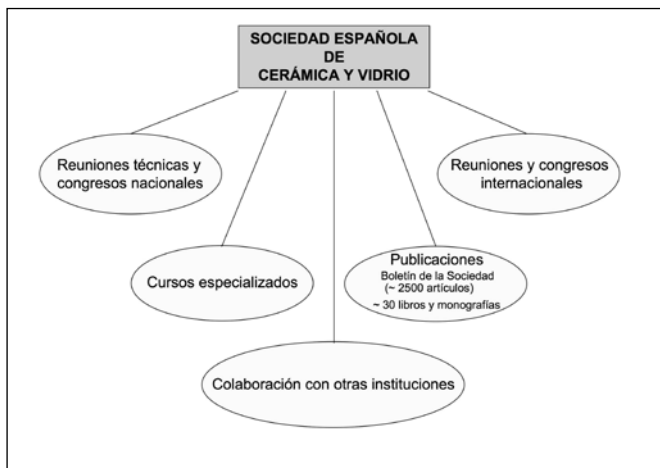 SOCIEDAD ESPAÑOLA
DE
CERÁMICA Y VIDRIO
Reuniones técnicas y
congresos nacionales
Reuniones y congresos
internacionales
Cursos especializados
Publicaciones
Boletín de la Sociedad
(~ 2500 artículos)
~ 30 libros y monografías
Colaboración con otras instituciones